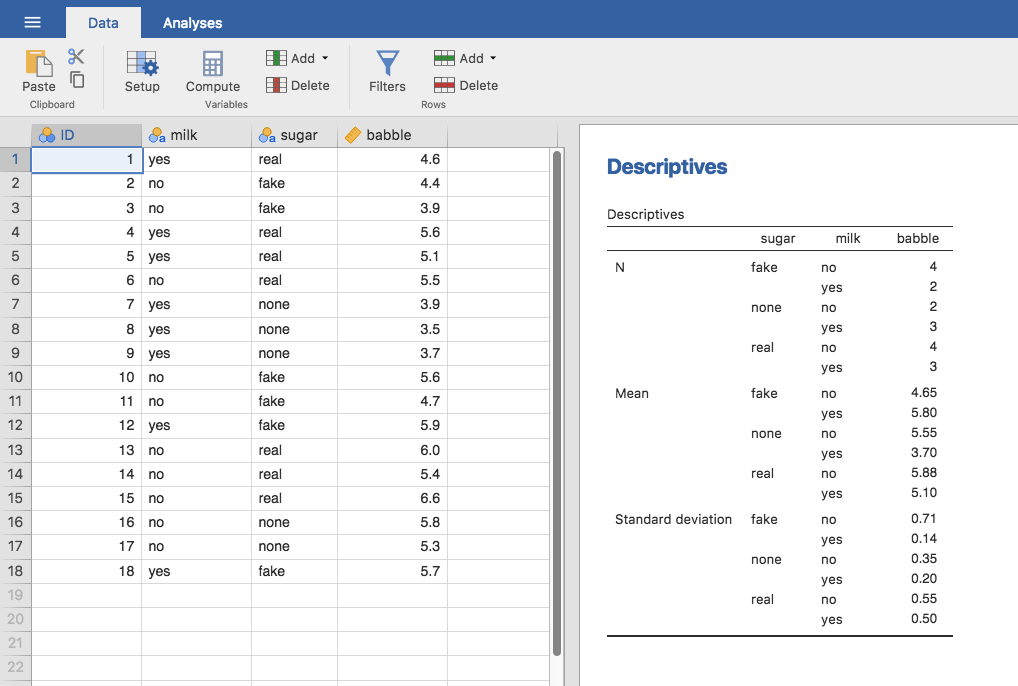 Data Analyses
Paste Setup Compute Add Delete Filters Add Delete
Clipboard Variables Rows
ID milk sugar babble
1 1 yes real 4.6
2 2 no fake 4.4
3 3 no fake 3.9
4 4 yes real 5.6
5 5 yes real 5.1
6 6 no real 5.5
7 7 yes none 3.9
8 8 yes none 3.5
9 9 yes none 3.7
10 10 no fake 5.6
11 11 no fake 4.7
12 12 yes fake 5.9
13 13 no real 6.0
14 14 no real 5.4
15 15 no real 6.6
16 16 no none 5.8
17 17 no none 5.3
18 18 yes fake 5.7
19
20
21
22
Descriptives
Descriptives
sugar milk babble
N fake no 4
yes 2
none no 2
yes 3
real no 4
yes 3
Mean fake no 4.65
yes 5.80
none no 5.55
yes 3.70
real no 5.88
yes 5.10
Standard deviation fake no 0.71
yes 0.14
none no 0.35
yes 0.20
real no 0.55
yes 0.50